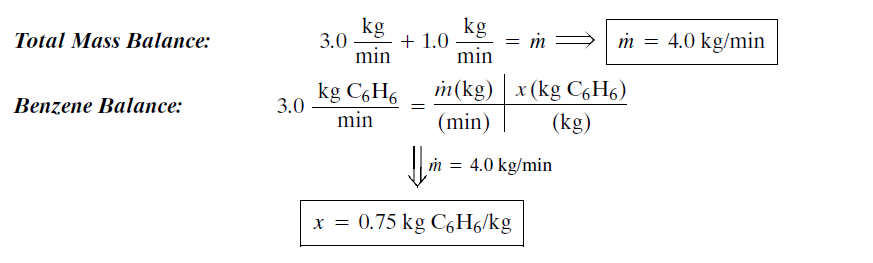 Total Mass Balance: 3.0 kg/min + 1.0 kg/min = ṁ ⟹ ṁ = 4.0 kg/min
Benzene Balance: 3.0 kg C₆H₆/min = ṁ(kg)/(min) | x(kg C₆H₆)/(kg)
⇓ ṁ = 4.0 kg/min
x = 0.75 kg C₆H₆/kg